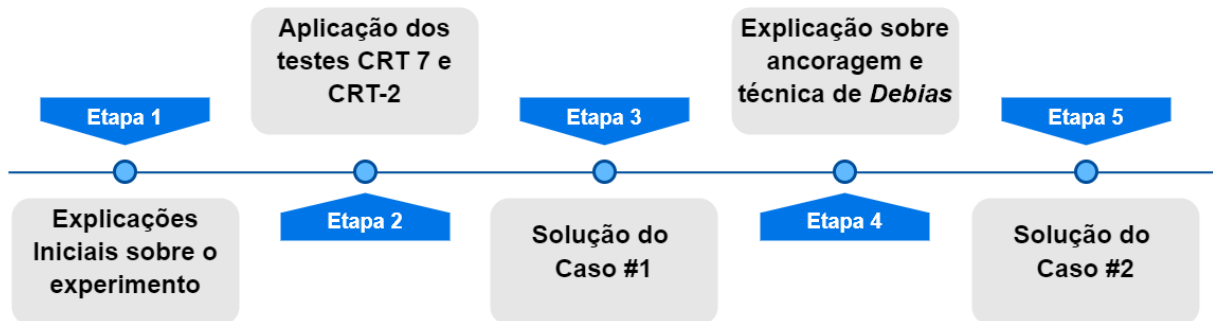 Etapa 1
Explicações
Iniciais sobre o
experimento
Aplicação dos
testes CRT 7 e
CRT-2
Etapa 2
Etapa 3
Solução do
Caso #1
Explicação sobre
ancoragem e
técnica de Debias
Etapa 4
Etapa 5
Solução do
Caso #2